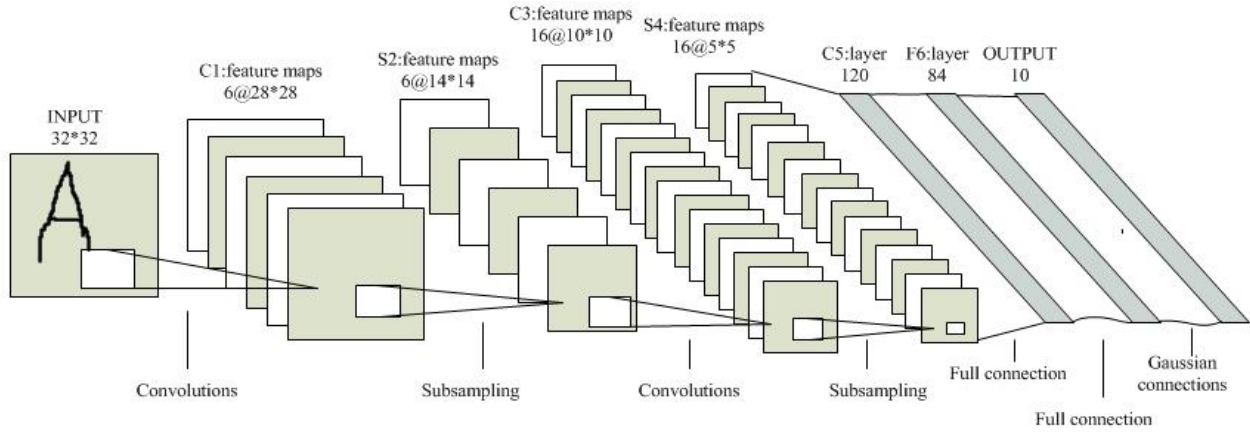 INPUT
32*32
C1:feature maps
6@28*28
S2:feature maps
6@14*14
C3:feature maps
16@10*10
S4:feature maps
16@5*5
C5:layer
120
F6:layer
84
OUTPUT
10
A
Convolutions
Subsampling
Convolutions
Subsampling
Full connection
Full connection
Gaussian
connections